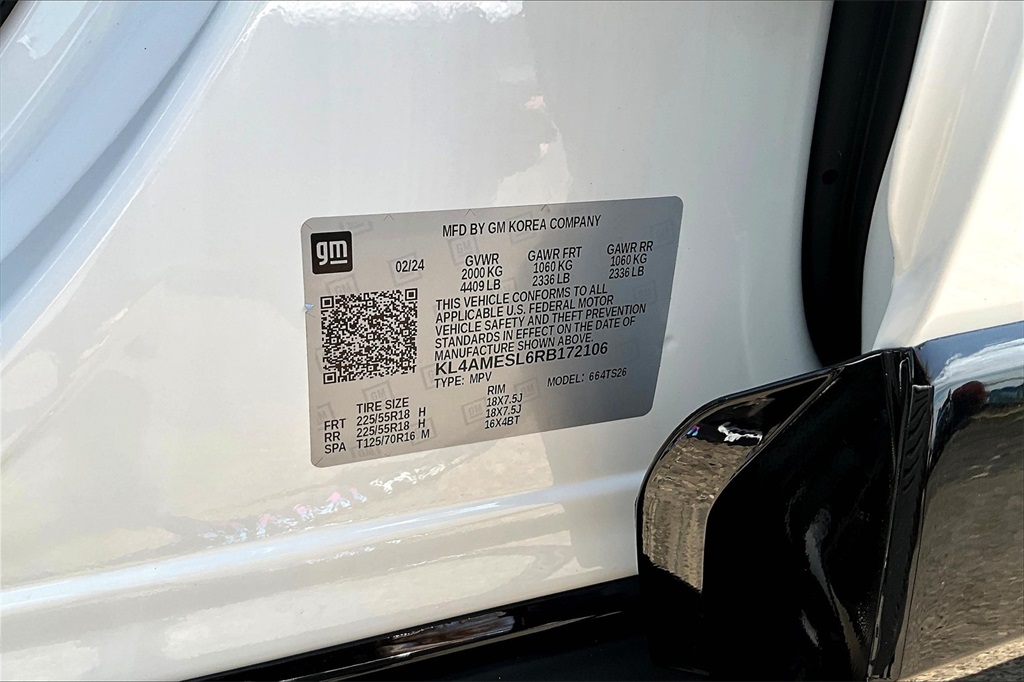 MFD BY GM KOREA COMPANY
gm
02/24
GVWR GAWR FRT GAWR RR
2000 KG 1060 KG 1060 KG
4409 LB 2336 LB 2336 LB
THIS VEHICLE CONFORMS TO ALL
APPLICABLE U.S. FEDERAL MOTOR
VEHICLE SAFETY AND THEFT PREVENTION
STANDARDS IN EFFECT ON THE DATE OF
MANUFACTURE SHOWN ABOVE.
KL4AMESL6RB172106
TYPE: MPV MODEL: 664TS26
TIRE SIZE RIM
FRT 225/55R18 H 18X7.5J
RR 225/55R18 H 18X7.5J
SPA T125/70R16 M 16X4BT